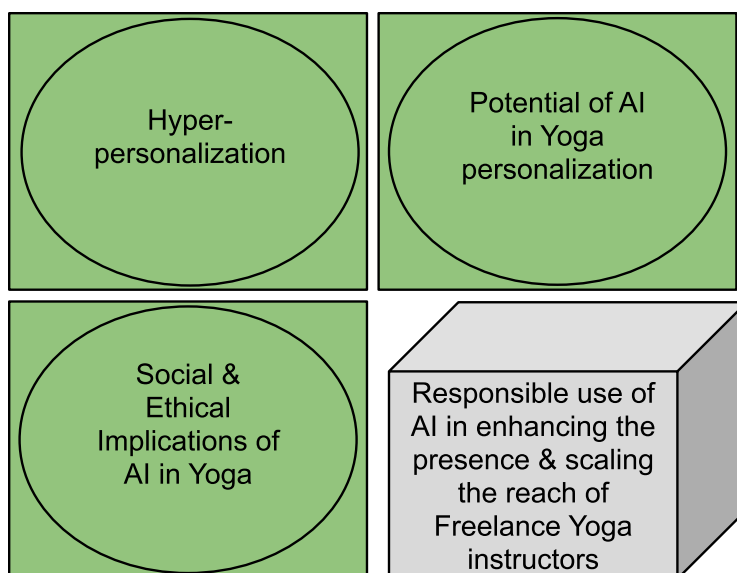 Hyper-
personalization
Potential of AI
in Yoga
personalization
Social &
Ethical
Implications of
AI in Yoga
Responsible use of
AI in enhancing the
presence & scaling
the reach of
Freelance Yoga
instructors